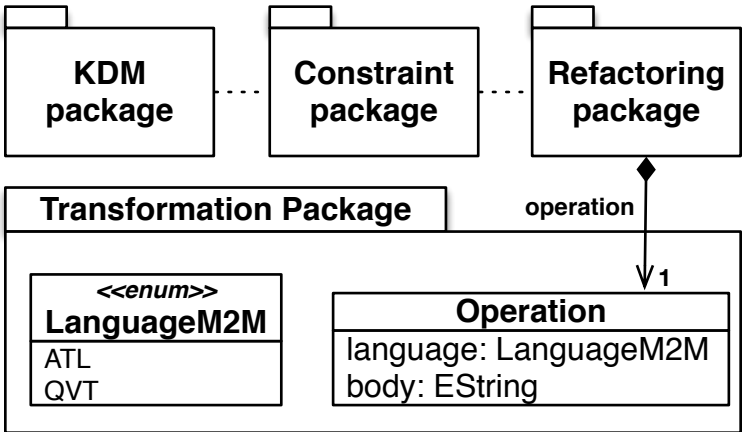 KDM
package
Constraint
package
Refactoring
package
Transformation Package
operation
1
<<enum>>
LanguageM2M
ATL
QVT
Operation
language: LanguageM2M
body: EString